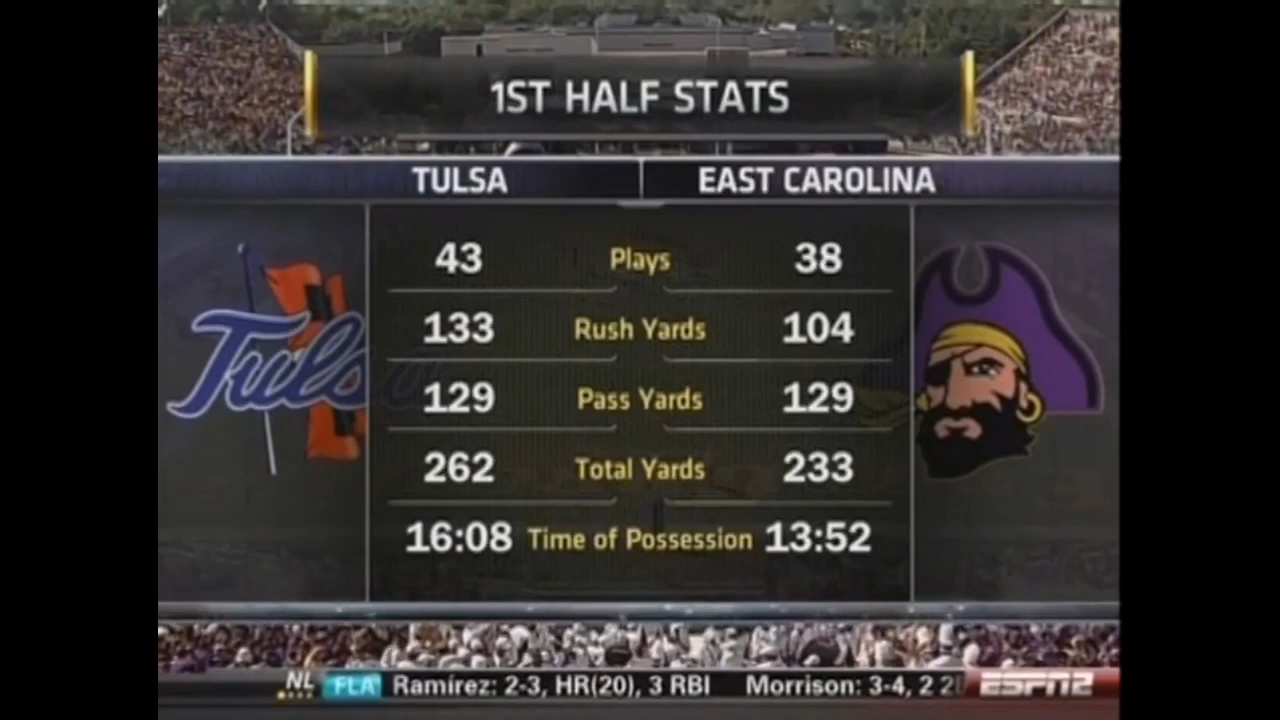 1ST HALF STATS
TULSA EAST CAROLINA
43 Plays 38
133 Rush Yards 104
129 Pass Yards 129
262 Total Yards 233
16:08 Time of Possession 13:52
Tulsa
NL FLA Ramírez: 2-3, HR(20), 3 RBI Morrison: 3-4, 2 ESPN2